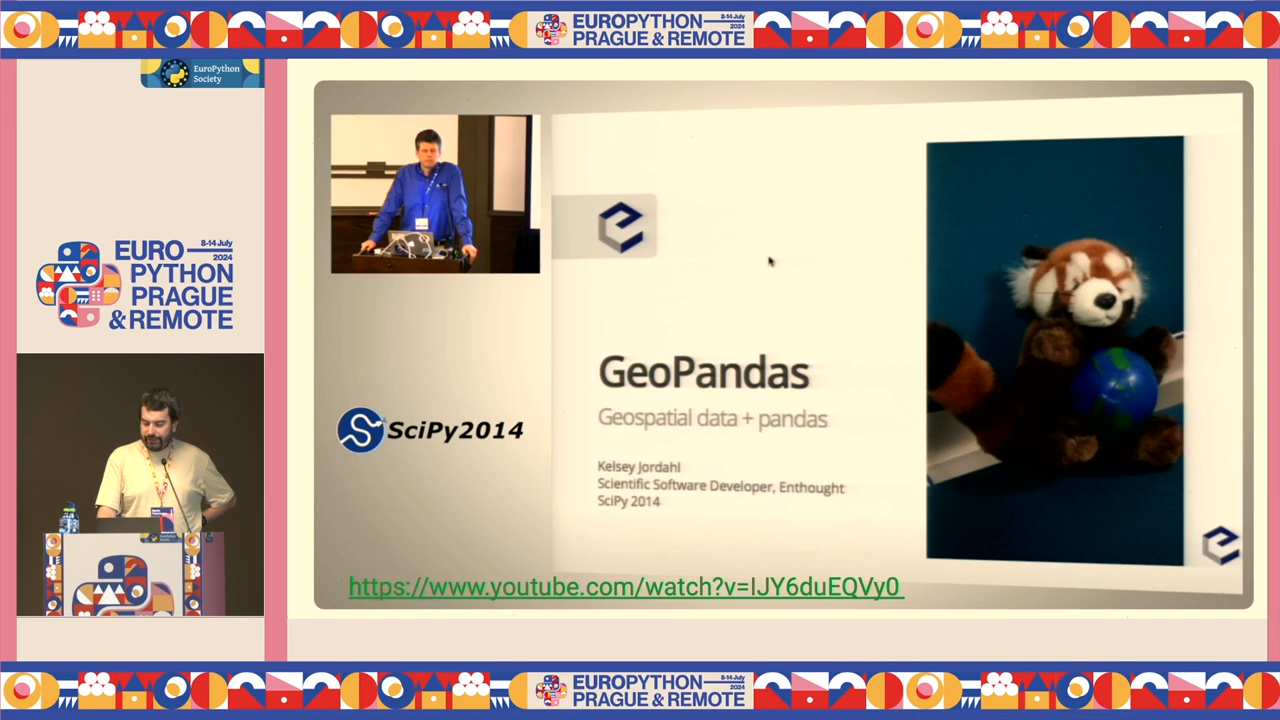 EUROPYTHON
8-14 July
2024
PRAGUE & REMOTE
EuroPython
Society
EURO
8-14 July
2024
PYTHON
PRAGUE
& REMOTE
GeoPandas
Geospatial data + pandas
Kelsey Jordahl
Scientific Software Developer, Enthought
SciPy 2014
SciPy2014
https://www.youtube.com/watch?v=IJY6duEQVy0
EUROPYTHON
8-14 July
2024
PRAGUE & REMOTE